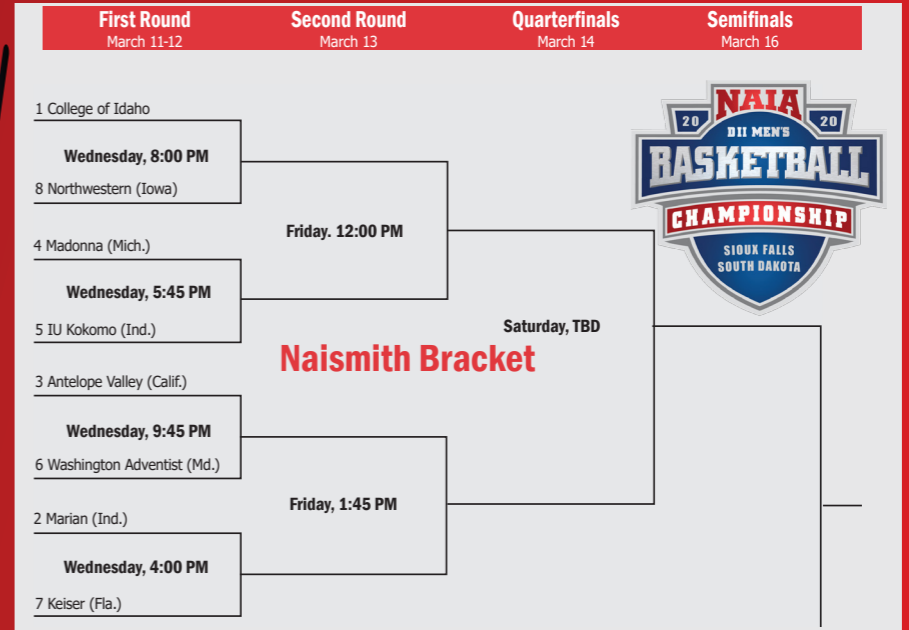 First Round
March 11-12
Second Round
March 13
Quarterfinals
March 14
Semifinals
March 16
1 College of Idaho
Wednesday, 8:00 PM
8 Northwestern (Iowa)
Friday. 12:00 PM
4 Madonna (Mich.)
Wednesday, 5:45 PM
5 IU Kokomo (Ind.)
Saturday, TBD
Naismith Bracket
3 Antelope Valley (Calif.)
Wednesday, 9:45 PM
6 Washington Adventist (Md.)
Friday, 1:45 PM
2 Marian (Ind.)
Wednesday, 4:00 PM
7 Keiser (Fla.)
NAIA
20 20
DII MEN'S
BASKETBALL
CHAMPIONSHIP
SIOUX FALLS
SOUTH DAKOTA